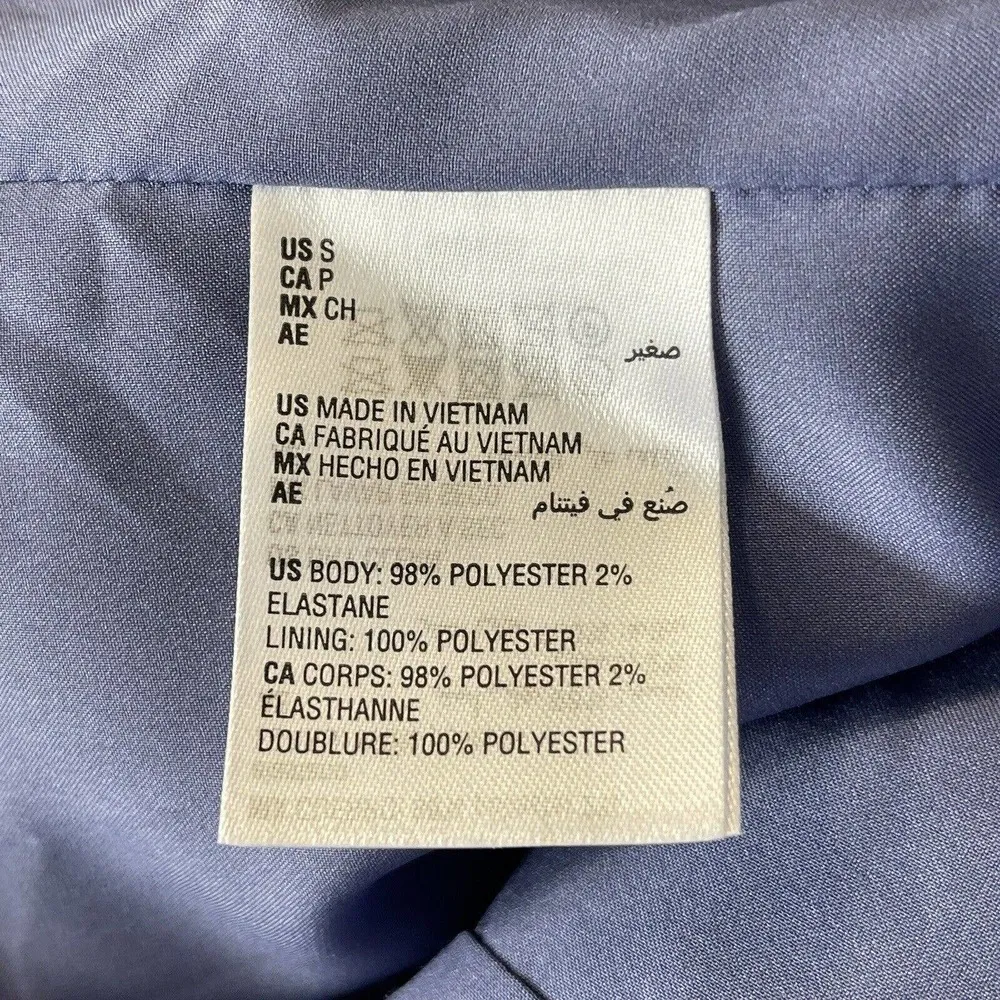 US S
CA P
MX CH
AE صغير
US MADE IN VIETNAM
CA FABRIQUÉ AU VIETNAM
MX HECHO EN VIETNAM
AE صُنع في فيتنام
US BODY: 98% POLYESTER 2%
ELASTANE
LINING: 100% POLYESTER
CA CORPS: 98% POLYESTER 2%
ÉLASTHANNE
DOUBLURE: 100% POLYESTER